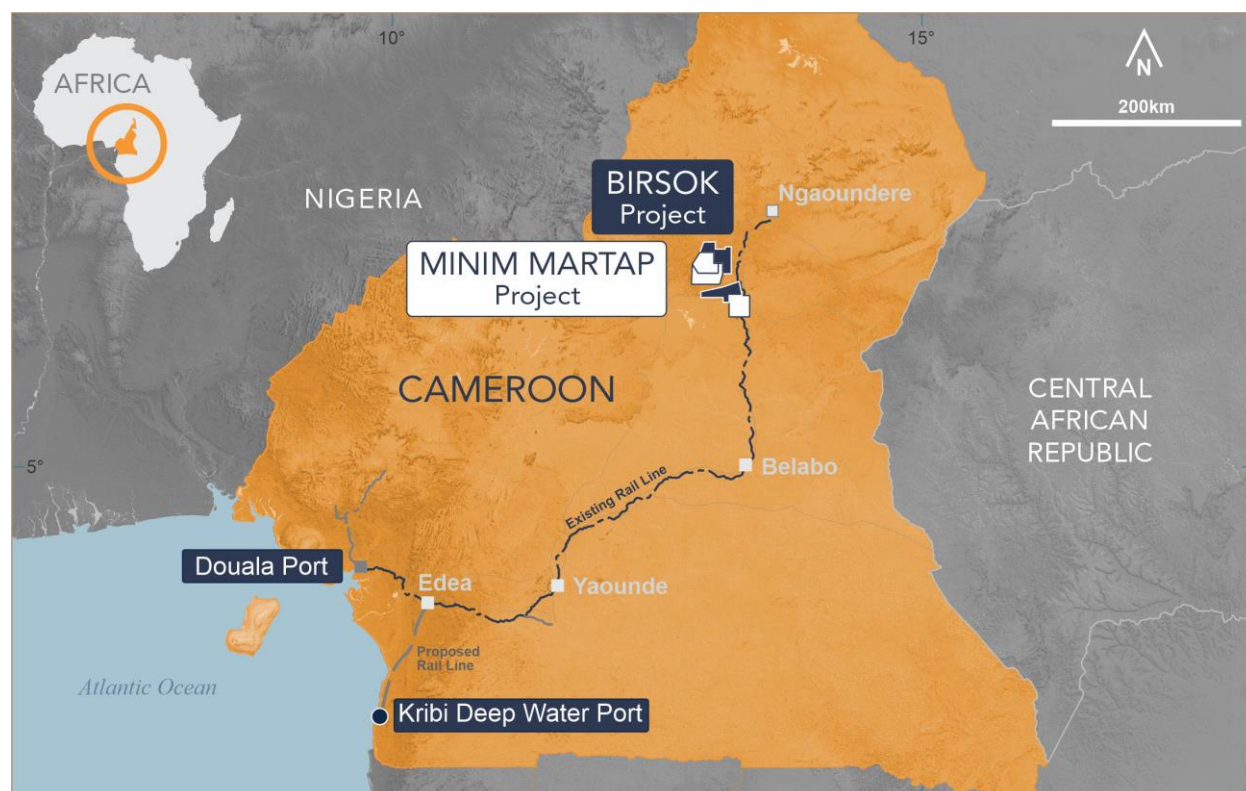 10°
15°
N
200km
AFRICA
NIGERIA
BIRSOK
Project
Ngaoundere
MINIM MARTAP
Project
CAMEROON
CENTRAL
AFRICAN
REPUBLIC
5°
Belabo
Existing Rail Line
Douala Port
Edea
Yaounde
Proposed
Rail Line
Atlantic Ocean
Kribi Deep Water Port